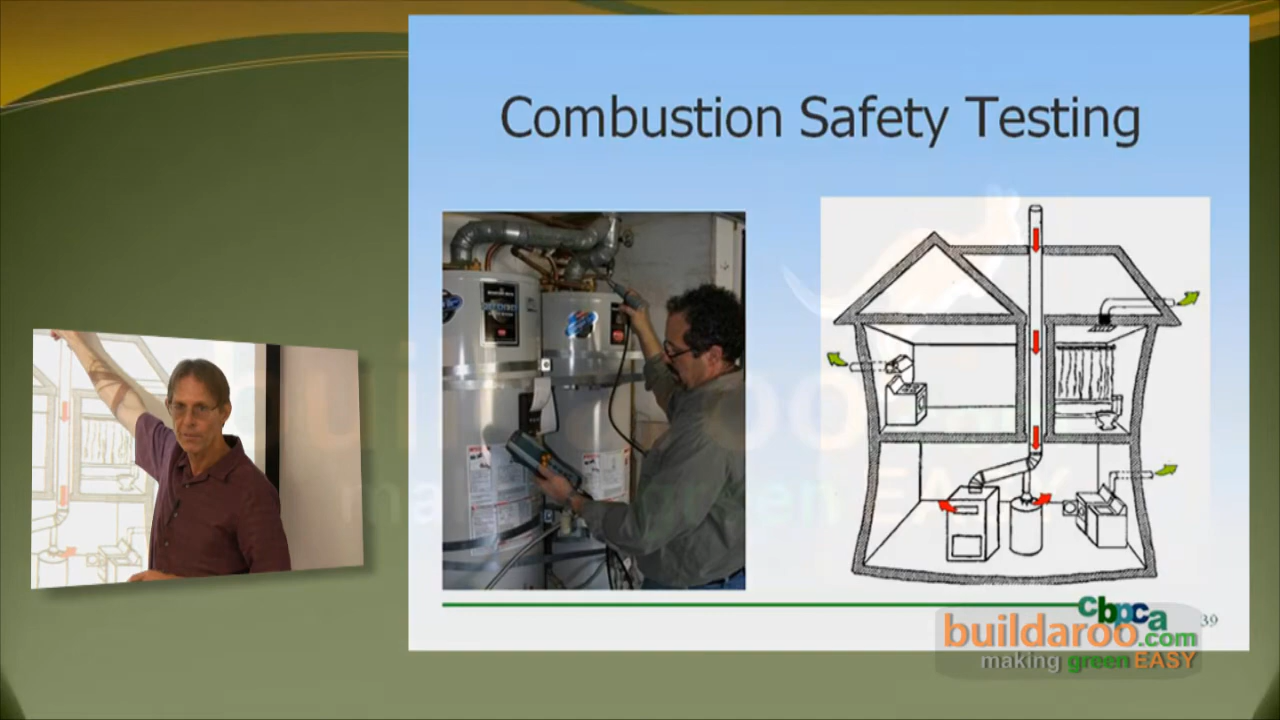 Combustion Safety Testing
cbpca
39
buildaroo.com
making green EASY